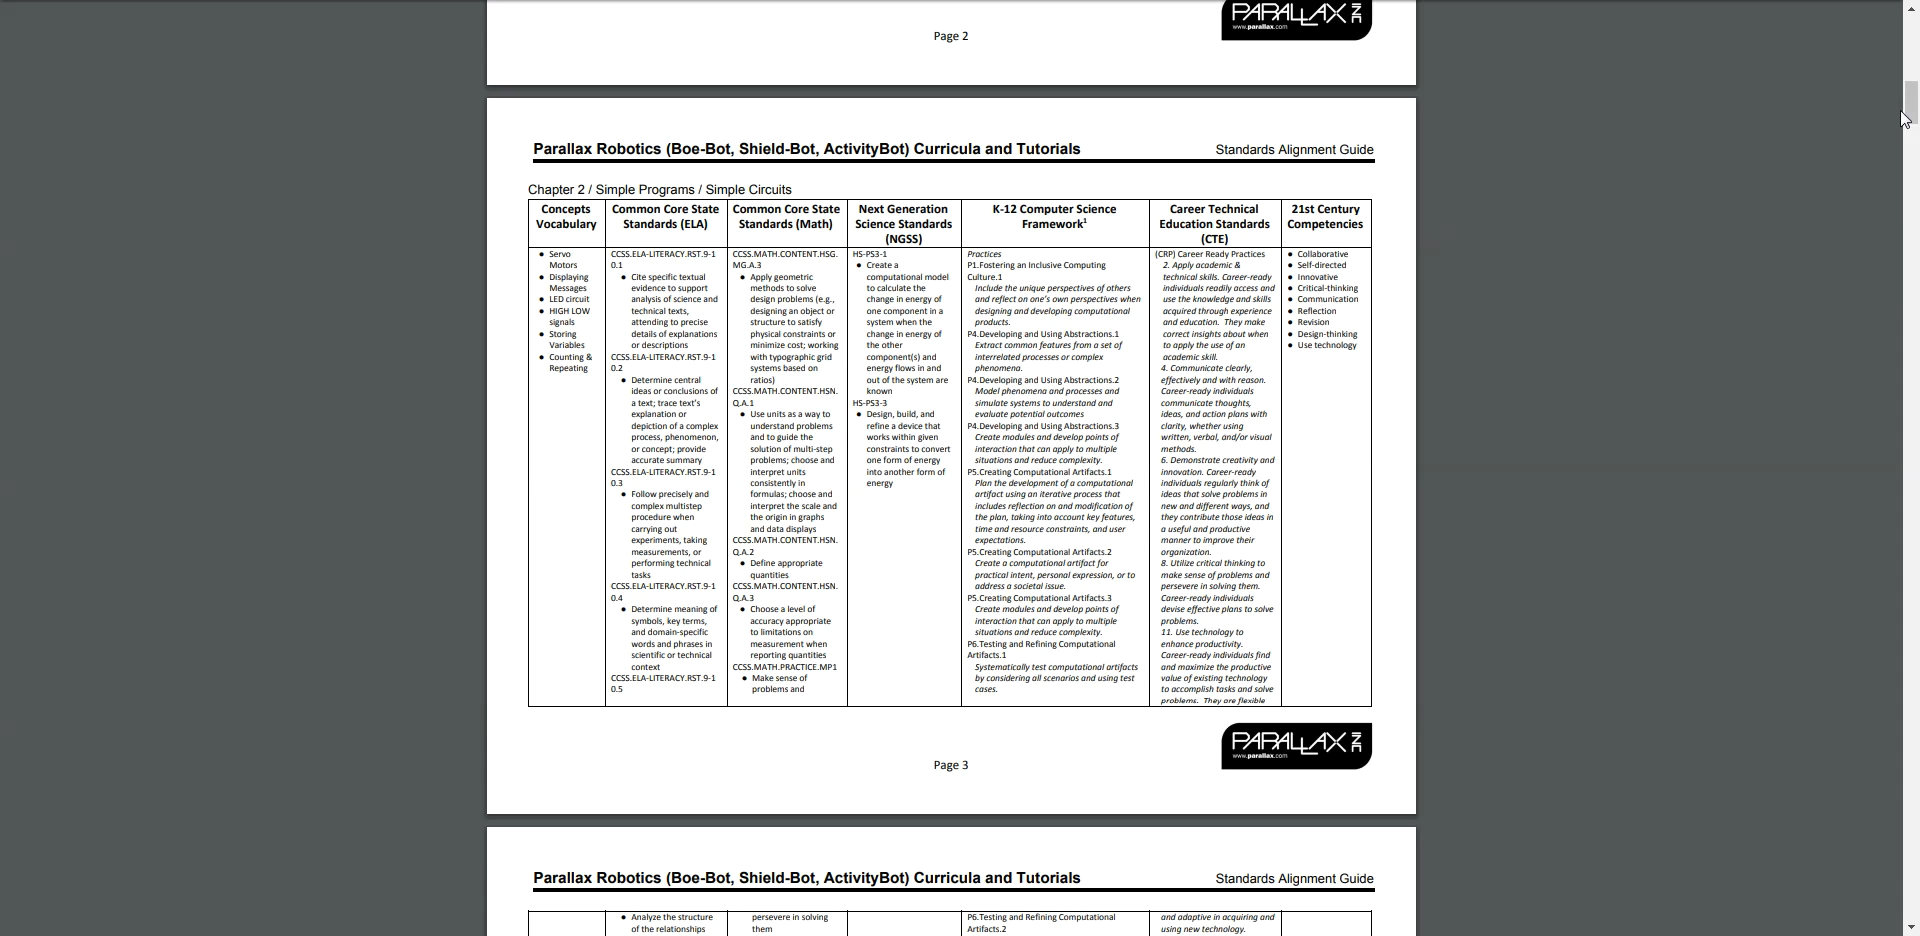 PARALLAX INC
www.parallax.com
Page 2
Parallax Robotics (Boe-Bot, Shield-Bot, ActivityBot) Curricula and Tutorials
Standards Alignment Guide
Chapter 2 / Simple Programs / Simple Circuits
Concepts
Vocabulary
Common Core State
Standards (ELA)
Common Core State
Standards (Math)
Next Generation
Science Standards
(NGSS)
K-12 Computer Science
Framework1
Career Technical
Education Standards
(CTE)
21st Century
Competencies
● Servo
Motors
● Displaying
Messages
● LED circuit
● HIGH LOW
signals
● Storing
Variables
● Counting &
Repeating
CCSS.ELA-LITERACY.RST.9-1
0.1
● Cite specific textual
evidence to support
analysis of science and
technical texts,
attending to precise
details of explanations
or descriptions
CCSS.ELA-LITERACY.RST.9-1
0.2
● Determine central
ideas or conclusions of
a text; trace text's
explanation or
depiction of a complex
process, phenomenon,
or concept; provide
accurate summary
CCSS.ELA-LITERACY.RST.9-1
0.3
● Follow precisely and
complex multistep
procedure when
carrying out
experiments, taking
measurements, or
performing technical
tasks
CCSS.ELA-LITERACY.RST.9-1
0.4
● Determine meaning of
symbols, key terms,
and domain-specific
words and phrases in
scientific or technical
context
CCSS.ELA-LITERACY.RST.9-1
0.5
CCSS.MATH.CONTENT.HSG.
MG.A.3
● Apply geometric
methods to solve
design problems (e.g.,
designing an object or
structure to satisfy
physical constraints or
minimize cost; working
with typographic grid
systems based on
ratios)
CCSS.MATH.CONTENT.HSN.
Q.A.1
● Use units as a way to
understand problems
and to guide the
solution of multi-step
problems; choose and
interpret units
consistently in
formulas; choose and
interpret the scale and
the origin in graphs
and data displays
CCSS.MATH.CONTENT.HSN.
Q.A.2
● Define appropriate
quantities
CCSS.MATH.CONTENT.HSN.
Q.A.3
● Choose a level of
accuracy appropriate
to limitations on
measurement when
reporting quantities
CCSS.MATH.PRACTICE.MP1
● Make sense of
problems and
HS-PS3-1
● Create a
computational model
to calculate the
change in energy of
one component in a
system when the
change in energy of
the other
component(s) and
energy flows in and
out of the system are
known
HS-PS3-3
● Design, build, and
refine a device that
works within given
constraints to convert
one form of energy
into another form of
energy
Practices
P1.Fostering an Inclusive Computing
Culture.1
Include the unique perspectives of others
and reflect on one's own perspectives when
designing and developing computational
products.
P4.Developing and Using Abstractions.1
Extract common features from a set of
interrelated processes or complex
phenomena.
P4.Developing and Using Abstractions.2
Model phenomena and processes and
simulate systems to understand and
evaluate potential outcomes
P4.Developing and Using Abstractions.3
Create modules and develop points of
interaction that can apply to multiple
situations and reduce complexity.
P5.Creating Computational Artifacts.1
Plan the development of a computational
artifact using an iterative process that
includes reflection on and modification of
the plan, taking into account key features,
time and resource constraints, and user
expectations.
P5.Creating Computational Artifacts.2
Create a computational artifact for
practical intent, personal expression, or to
address a societal issue.
P5.Creating Computational Artifacts.3
Create modules and develop points of
interaction that can apply to multiple
situations and reduce complexity.
P6.Testing and Refining Computational
Artifacts.1
Systematically test computational artifacts
by considering all scenarios and using test
cases.
(CRP) Career Ready Practices
2. Apply academic &
technical skills. Career-ready
individuals readily access and
use the knowledge and skills
acquired through experience
and education. They make
correct insights about when
to apply the use of an
academic skill.
4. Communicate clearly,
effectively and with reason.
Career-ready individuals
communicate thoughts,
ideas, and action plans with
clarity, whether using
written, verbal, and/or visual
methods.
6. Demonstrate creativity and
innovation. Career-ready
individuals regularly think of
ideas that solve problems in
new and different ways, and
they contribute those ideas in
a useful and productive
manner to improve their
organization.
8. Utilize critical thinking to
make sense of problems and
persevere in solving them.
Career-ready individuals
devise effective plans to solve
problems.
11. Use technology to
enhance productivity.
Career-ready individuals find
and maximize the productive
value of existing technology
to accomplish tasks and solve
problems. They are flexible
● Collaborative
● Self-directed
● Innovative
● Critical-thinking
● Communication
● Reflection
● Revision
● Design-thinking
● Use technology
PARALLAX INC
www.parallax.com
Page 3
Parallax Robotics (Boe-Bot, Shield-Bot, ActivityBot) Curricula and Tutorials
Standards Alignment Guide
● Analyze the structure
of the relationships
persevere in solving
them
P6.Testing and Refining Computational
Artifacts.2
and adaptive in acquiring and
using new technology.